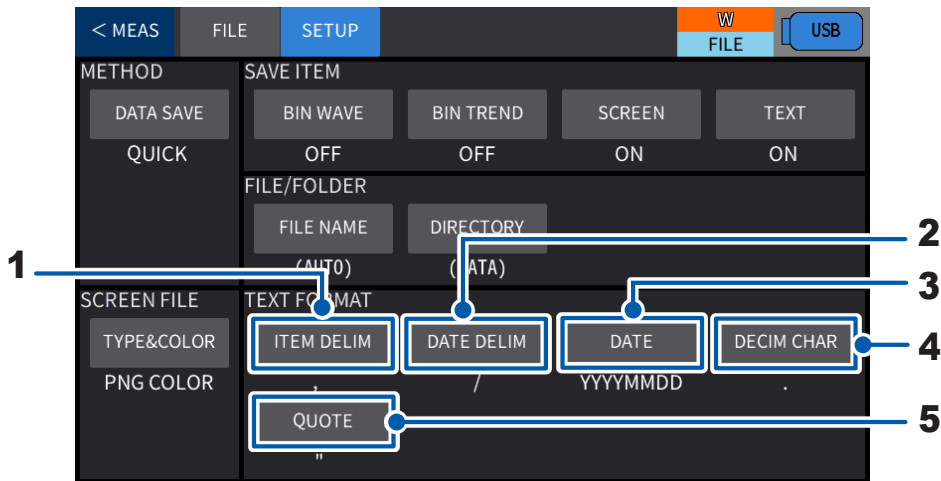 < MEAS FILE SETUP W FILE USB
METHOD SAVE ITEM
DATA SAVE BIN WAVE BIN TREND SCREEN TEXT
QUICK OFF OFF ON ON
FILE/FOLDER
FILE NAME DIRECTORY
2
1
(AUTO)
3
SCREEN FILE TEXT FORMAT
TYPE&COLOR ITEM DELIM DATE DELIM DATE DECIM CHAR 4
PNG COLOR , / YYYYMMDD .
QUOTE 5
"